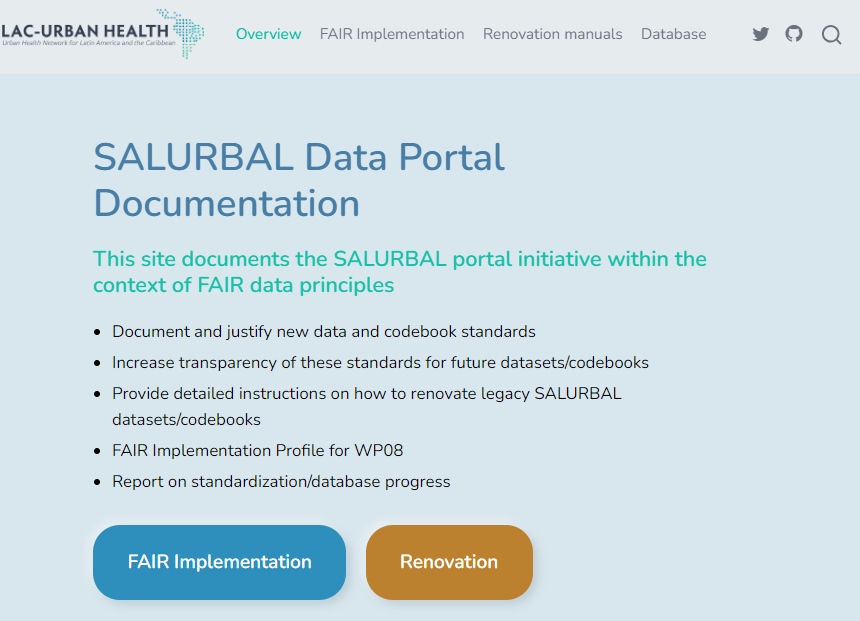 LAC-URBAN HEALTH
Urban Health Network for Latin America and the Caribbean
Overview FAIR Implementation Renovation manuals Database
SALURBAL Data Portal
Documentation
This site documents the SALURBAL portal initiative within the
context of FAIR data principles
• Document and justify new data and codebook standards
• Increase transparency of these standards for future datasets/codebooks
• Provide detailed instructions on how to renovate legacy SALURBAL
datasets/codebooks
• FAIR Implementation Profile for WP08
• Report on standardization/database progress
FAIR Implementation Renovation